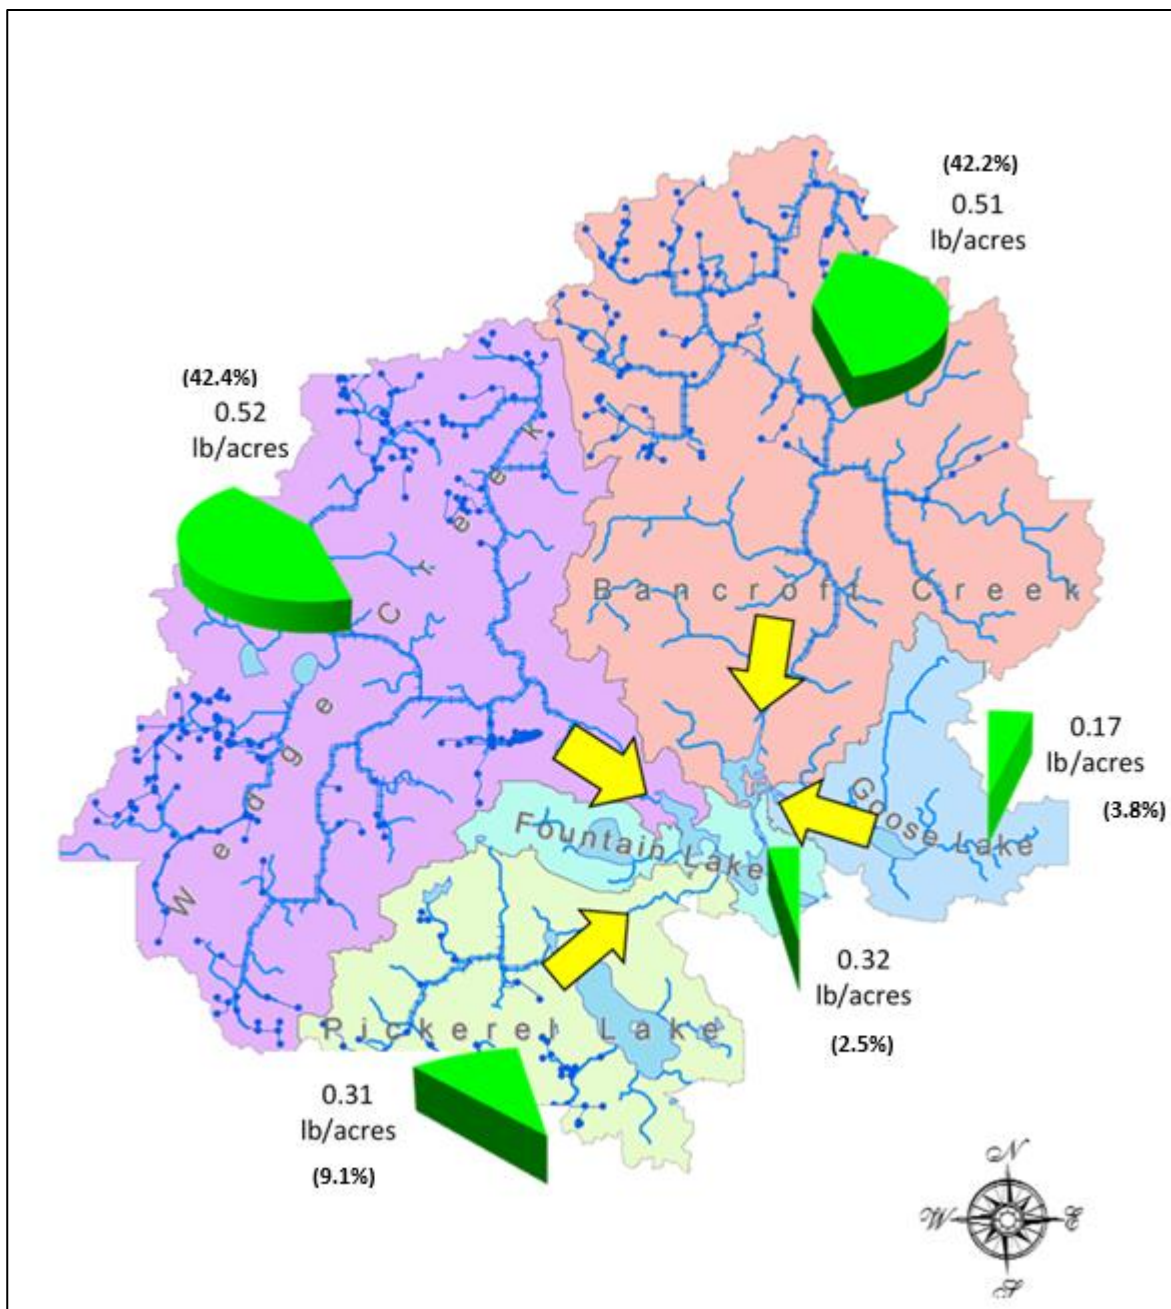 (42.2%)
0.51
lb/acres
(42.4%)
0.52
lb/acres
Wedge Creek
Bancroft Creek
0.17
lb/acres
(3.8%)
Goose Lake
Fountain Lake
0.32
lb/acres
(2.5%)
Pickerel Lake
0.31
lb/acres
(9.1%)
N
W
E
S